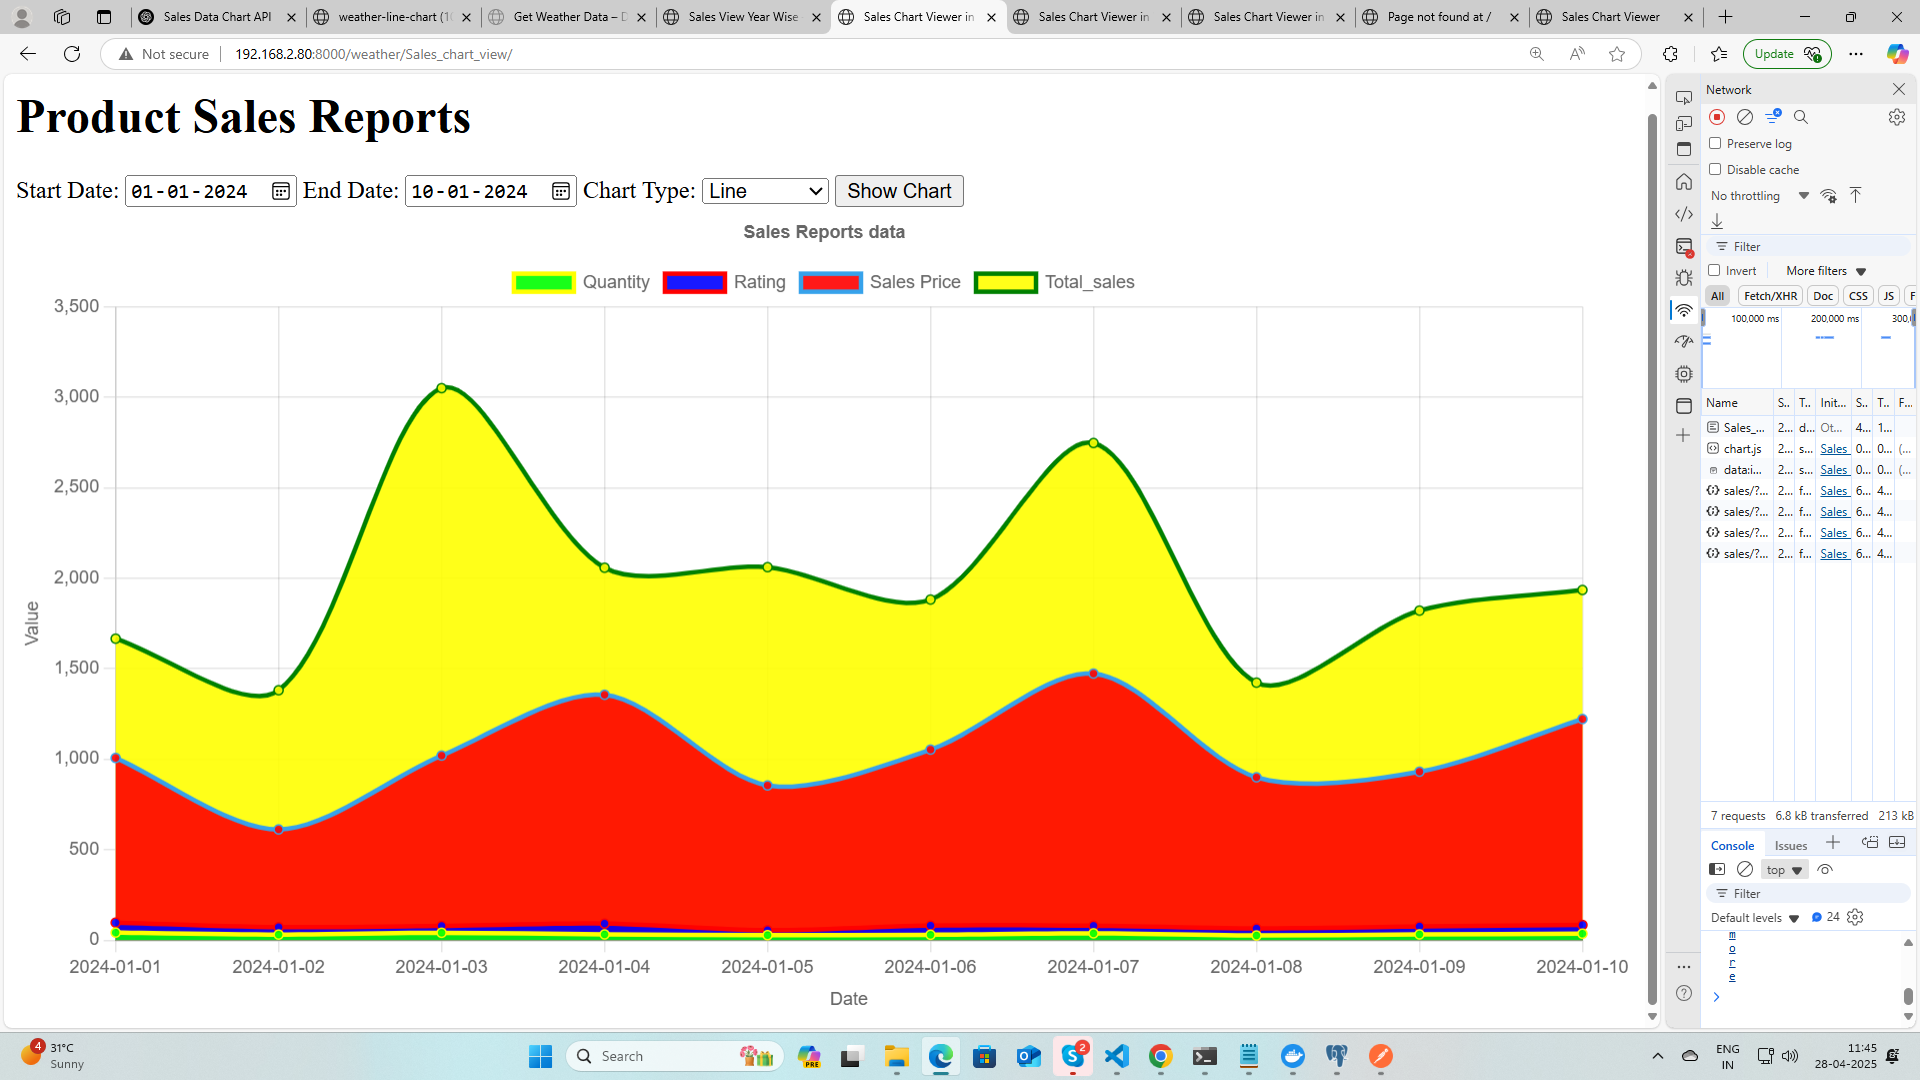 Sales Data Chart API
weather-line-chart (10
Get Weather Data – D
Sales View Year Wise
Sales Chart Viewer in
Sales Chart Viewer in
Sales Chart Viewer in
Page not found at /
Sales Chart Viewer
Not secure
192.168.2.80:8000/weather/Sales_chart_view/
Update
Product Sales Reports
Start Date: 01-01-2024 End Date: 10-01-2024 Chart Type: Line Show Chart
Sales Reports data
Quantity Rating Sales Price Total_sales
3,500
3,000
2,500
2,000
1,500
1,000
500
0
Value
2024-01-01 2024-01-02 2024-01-03 2024-01-04 2024-01-05 2024-01-06 2024-01-07 2024-01-08 2024-01-09 2024-01-10
Date
Network
Preserve log
Disable cache
No throttling
Filter
Invert More filters
All Fetch/XHR Doc CSS JS F
100,000 ms 200,000 ms 300,
Name S.. T.. Init... S.. T.. F...
Sales_... 2... d... Ot... 4... 1...
chart.js 2... s... Sales_ 0... 0... (...
data:i... 2... s... Sales_ 0... 0... (...
sales/?... 2... f... Sales_ 6... 4...
sales/?... 2... f... Sales_ 6... 4...
sales/?... 2... f... Sales_ 6... 4...
sales/?... 2... f... Sales_ 6... 4...
7 requests 6.8 kB transferred 213 kB
Console Issues
top
Filter
Default levels 24
m
o
r
e
4
31°C
Sunny
Search
PRE
2
ENG
IN
11:45
28-04-2025